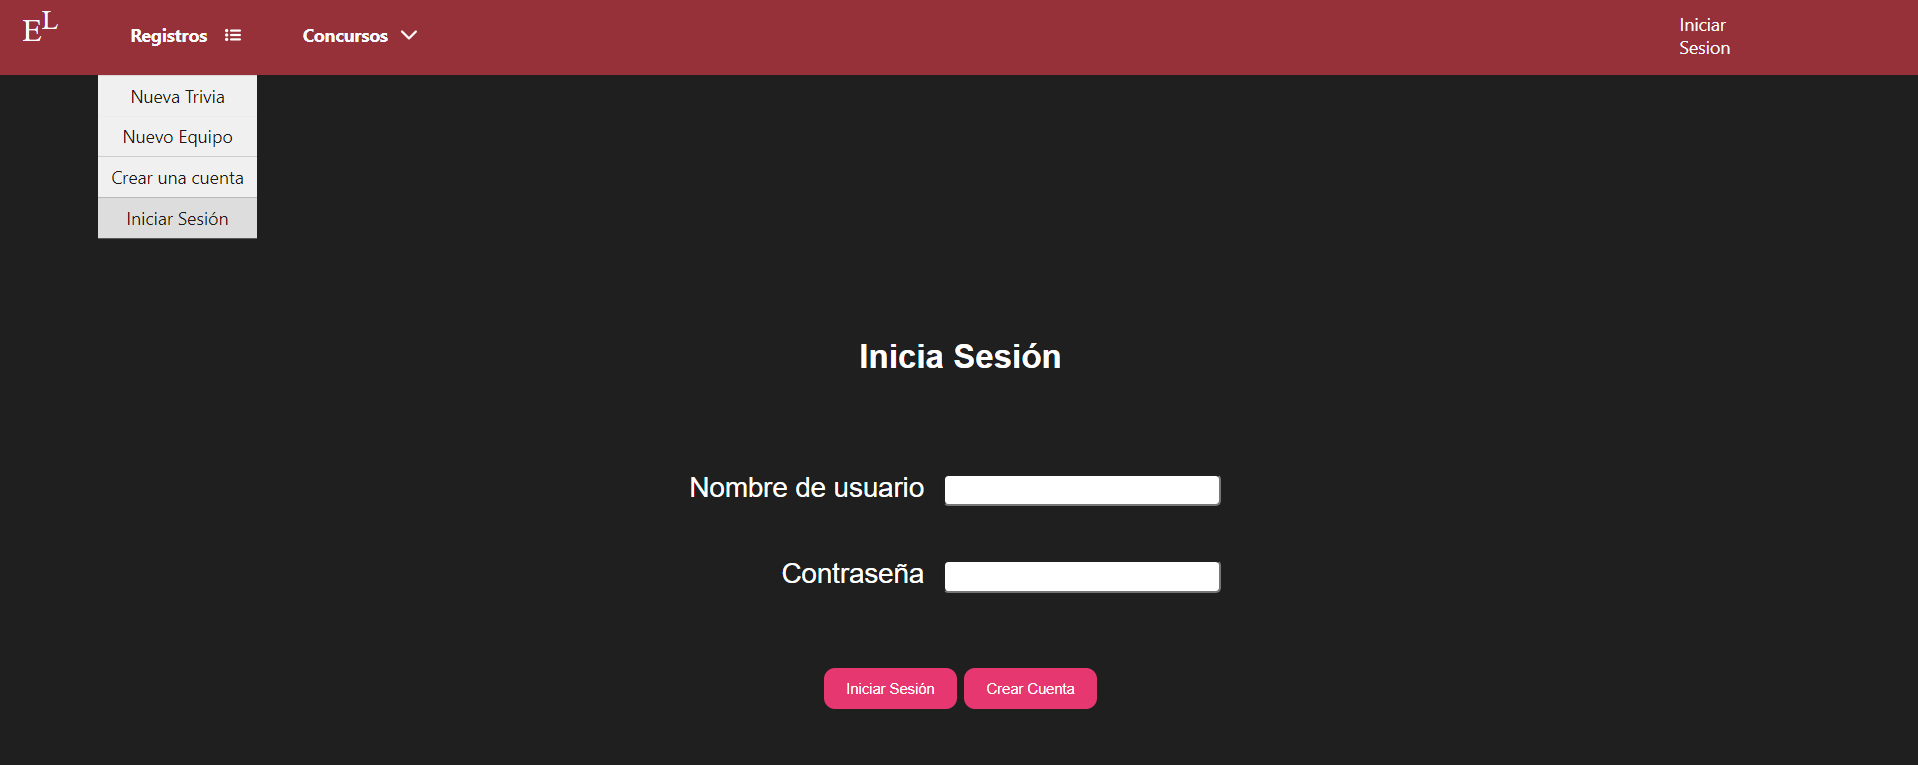 EL
Registros
Concursos
Iniciar
Sesion
Nueva Trivia
Nuevo Equipo
Crear una cuenta
Iniciar Sesión
Inicia Sesión
Nombre de usuario
Contraseña
Iniciar Sesión
Crear Cuenta